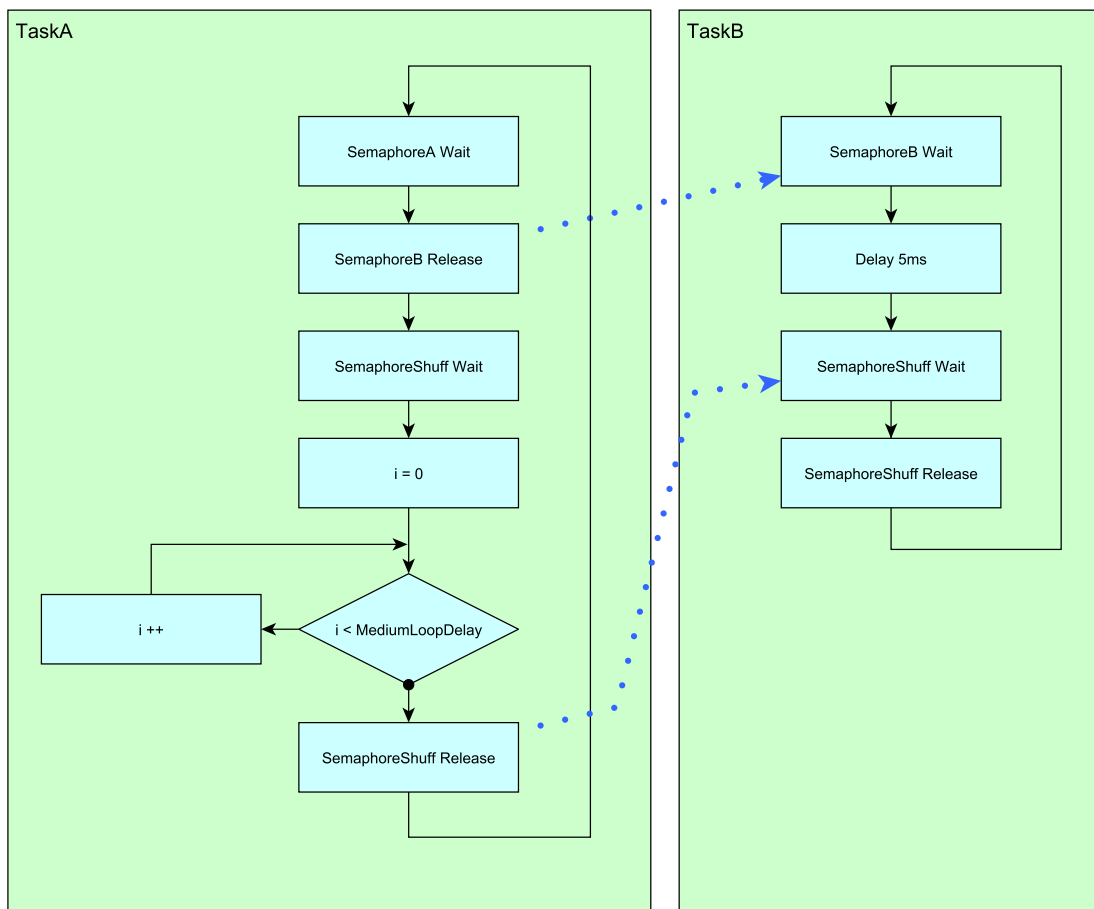 TaskA
SemaphoreA Wait
SemaphoreB Release
SemaphoreShuff Wait
i = 0
i < MediumLoopDelay
i ++
SemaphoreShuff Release
TaskB
SemaphoreB Wait
Delay 5ms
SemaphoreShuff Wait
SemaphoreShuff Release